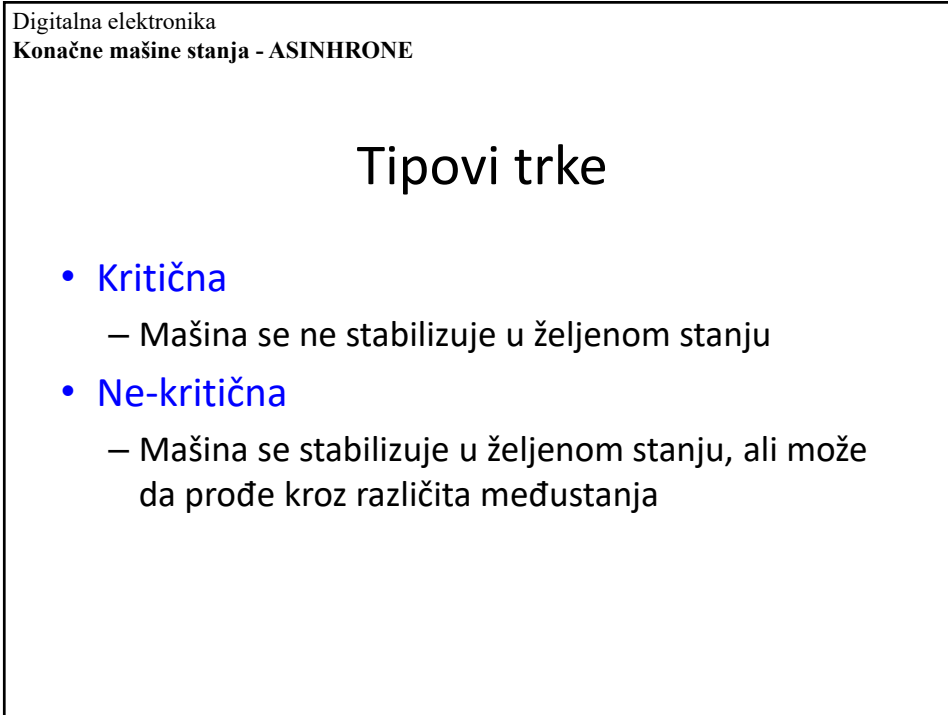 Digitalna elektronika
Konačne mašine stanja - ASINHRONE
Tipovi trke
• Kritična
– Mašina se ne stabilizuje u željenom stanju
• Ne-kritična
– Mašina se stabilizuje u željenom stanju, ali može
da prođe kroz različita međustanja